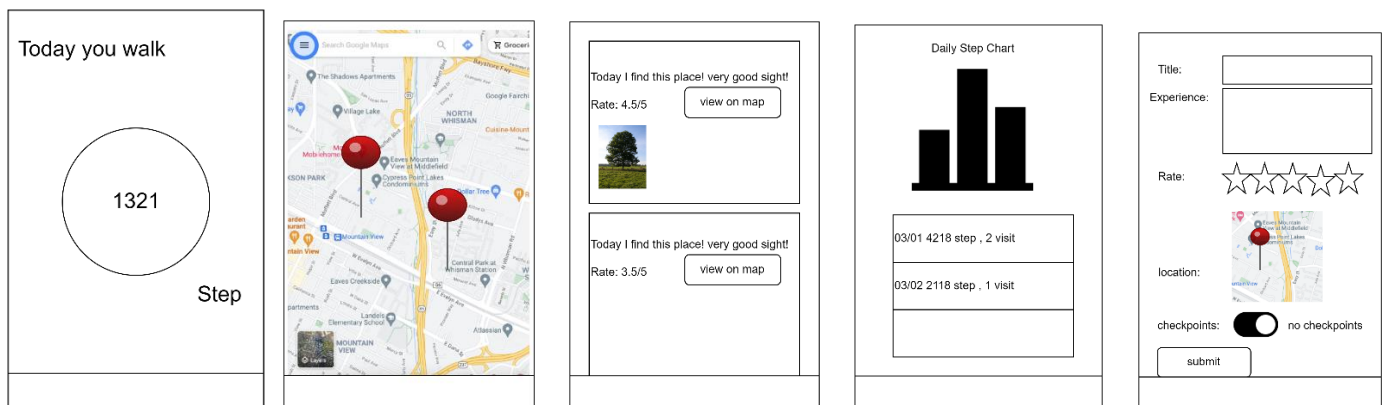 Today you walk
1321
Step
Search Google Maps
Groceri
The Shadows Apartments
Village Lake
Google Fairchi
NORTH
WHISMAN
Cuisine-Mount
Eaves Mountain
View at Middlefield
Cypress Point Lakes
Condominiums
Dollar Tree
Mountain View
Central Park at
Whisman Station
Eaves Creekside
Landels
Elementary School
Atlassian
MOUNTAIN
VIEW
Layers
Today I find this place! very good sight!
Rate: 4.5/5
view on map
Today I find this place! very good sight!
Rate: 3.5/5
view on map
Daily Step Chart
03/01 4218 step , 2 visit
03/02 2118 step , 1 visit
Title:
Experience:
Rate:
location:
checkpoints:
no checkpoints
submit